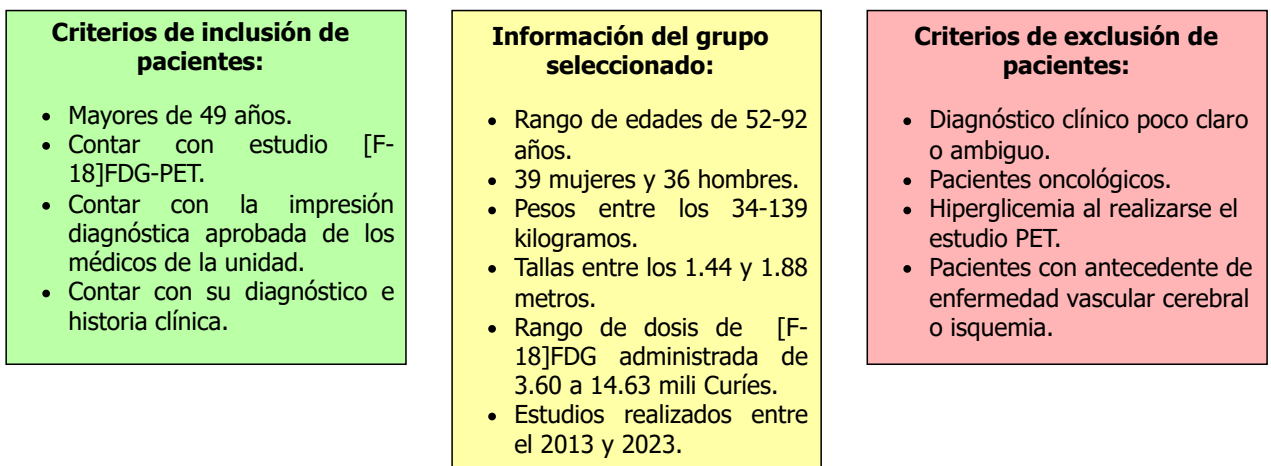 Criterios de inclusión de
pacientes:
• Mayores de 49 años.
• Contar con estudio [F-
18]FDG-PET.
• Contar con la impresión
diagnóstica aprobada de los
médicos de la unidad.
• Contar con su diagnóstico e
historia clínica.
Información del grupo
seleccionado:
• Rango de edades de 52-92
años.
• 39 mujeres y 36 hombres.
• Pesos entre los 34-139
kilogramos.
• Tallas entre los 1.44 y 1.88
metros.
• Rango de dosis de [F-
18]FDG administrada de
3.60 a 14.63 mili Curíes.
• Estudios realizados entre
el 2013 y 2023.
Criterios de exclusión de
pacientes:
• Diagnóstico clínico poco claro
o ambiguo.
• Pacientes oncológicos.
• Hiperglicemia al realizarse el
estudio PET.
• Pacientes con antecedente de
enfermedad vascular cerebral
o isquemia.